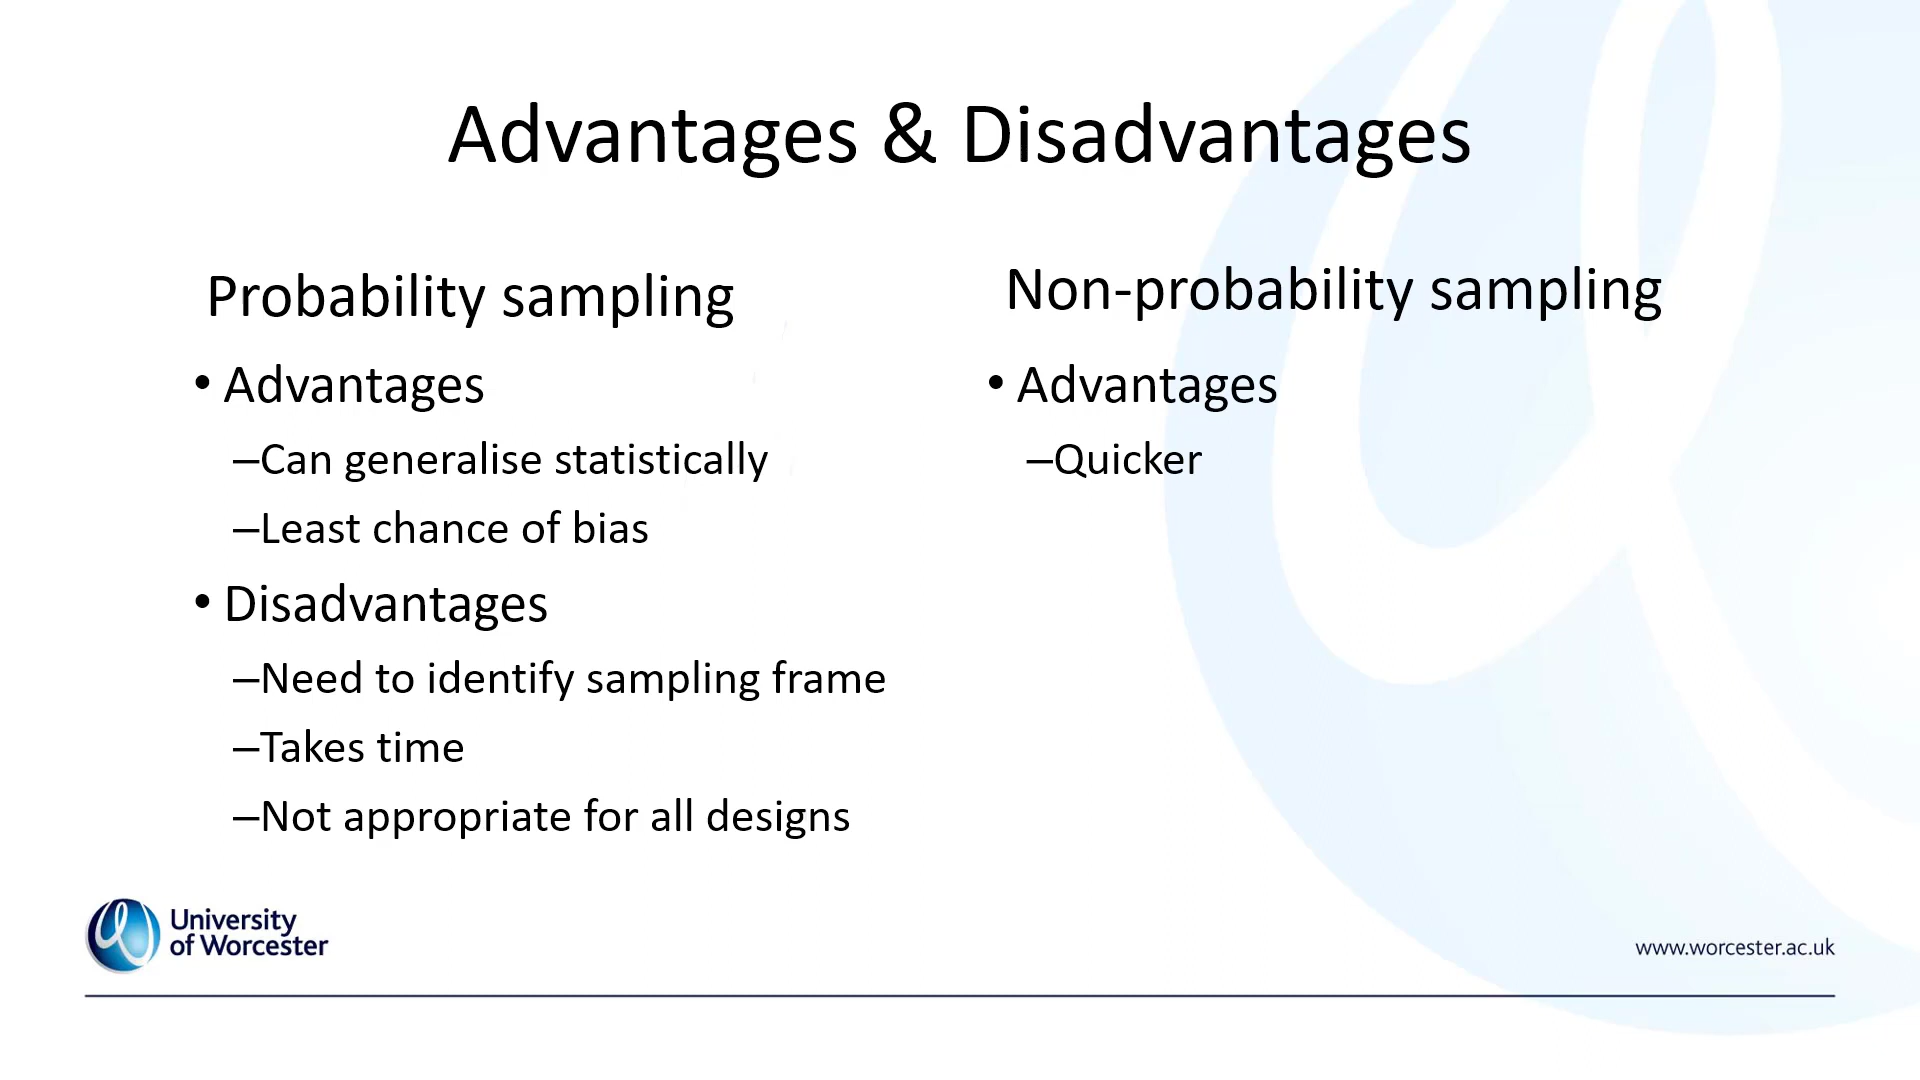 Advantages & Disadvantages
Probability sampling
• Advantages
–Can generalise statistically
–Least chance of bias
• Disadvantages
–Need to identify sampling frame
–Takes time
–Not appropriate for all designs
Non-probability sampling
• Advantages
–Quicker
University
of Worcester
www.worcester.ac.uk